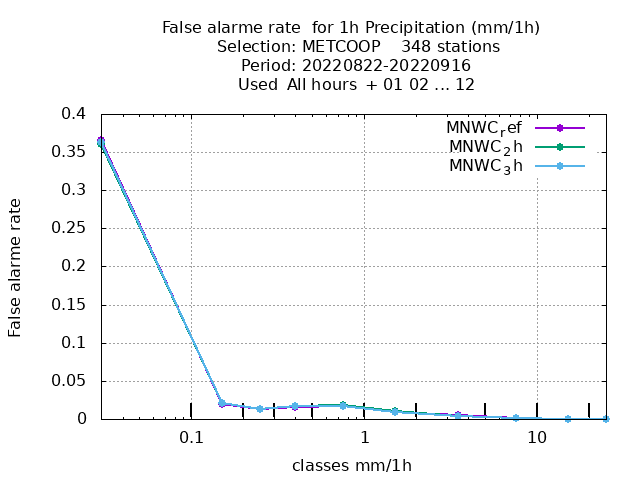 False alarme rate  for 1h Precipitation (mm/1h)
Selection: METCOOP    348 stations
Period: 20220822-20220916
Used  All hours  + 01 02 ... 12
MNWC_ref
MNWC_2h
MNWC_3h
0.4
0.35
0.3
0.25
0.2
0.15
0.1
0.05
0
False alarme rate
0.1 1 10
classes mm/1h